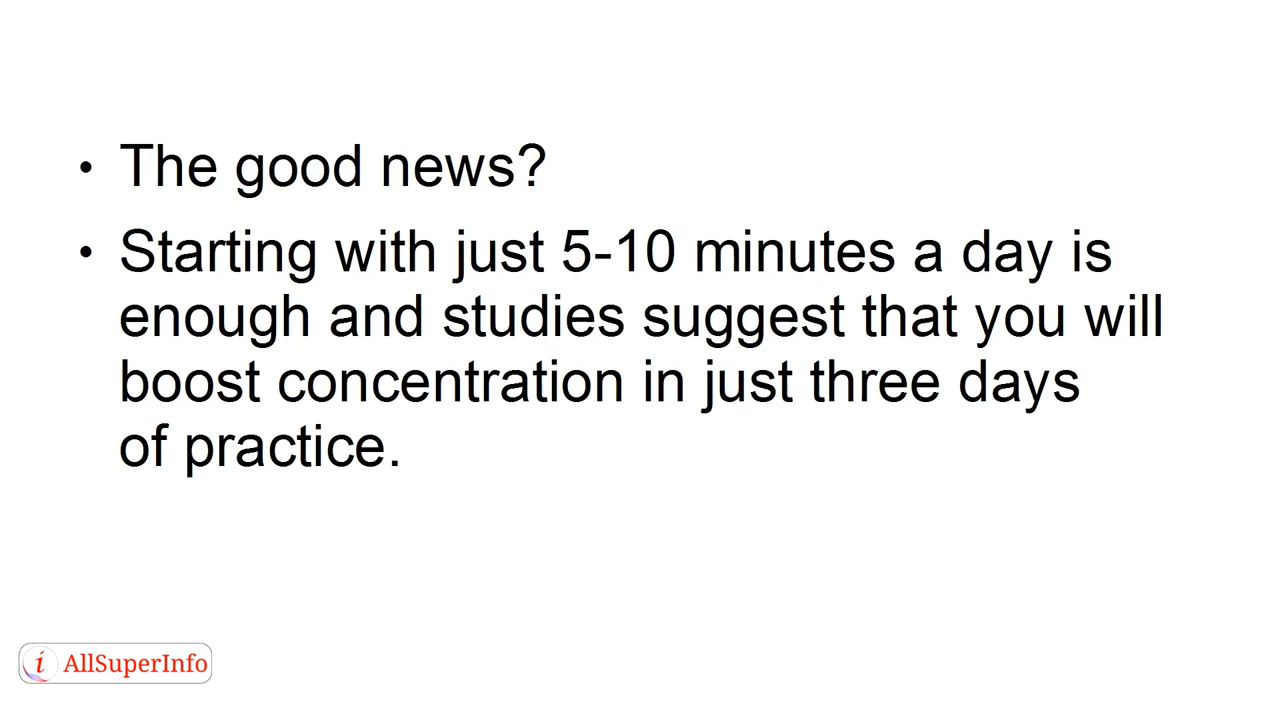 • The good news?
• Starting with just 5-10 minutes a day is
enough and studies suggest that you will
boost concentration in just three days
of practice.
i AllSuperInfo